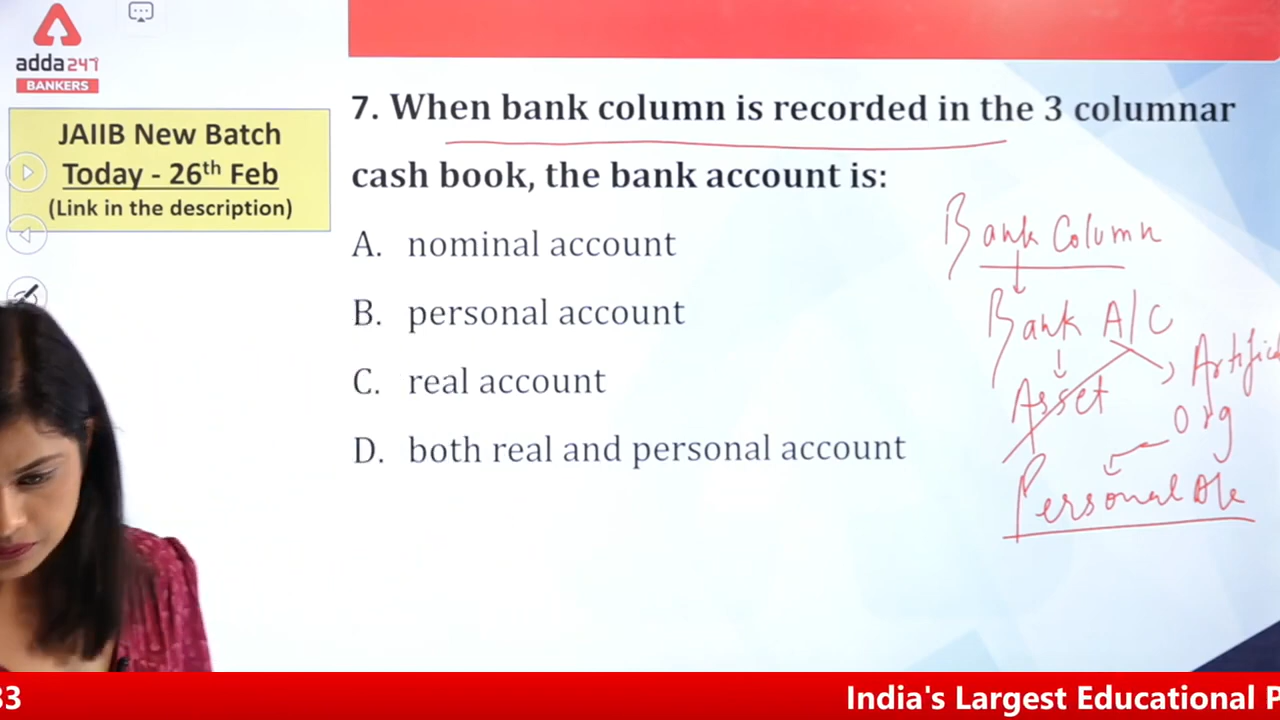 adda247
BANKERS
JAIIB New Batch
Today - 26th Feb
(Link in the description)
7. When bank column is recorded in the 3 columnar
cash book, the bank account is:
A. nominal account
B. personal account
C. real account
D. both real and personal account
Bank Column
Bank A/C
Asset
Artific
Org
Personal
33
India's Largest Educational P